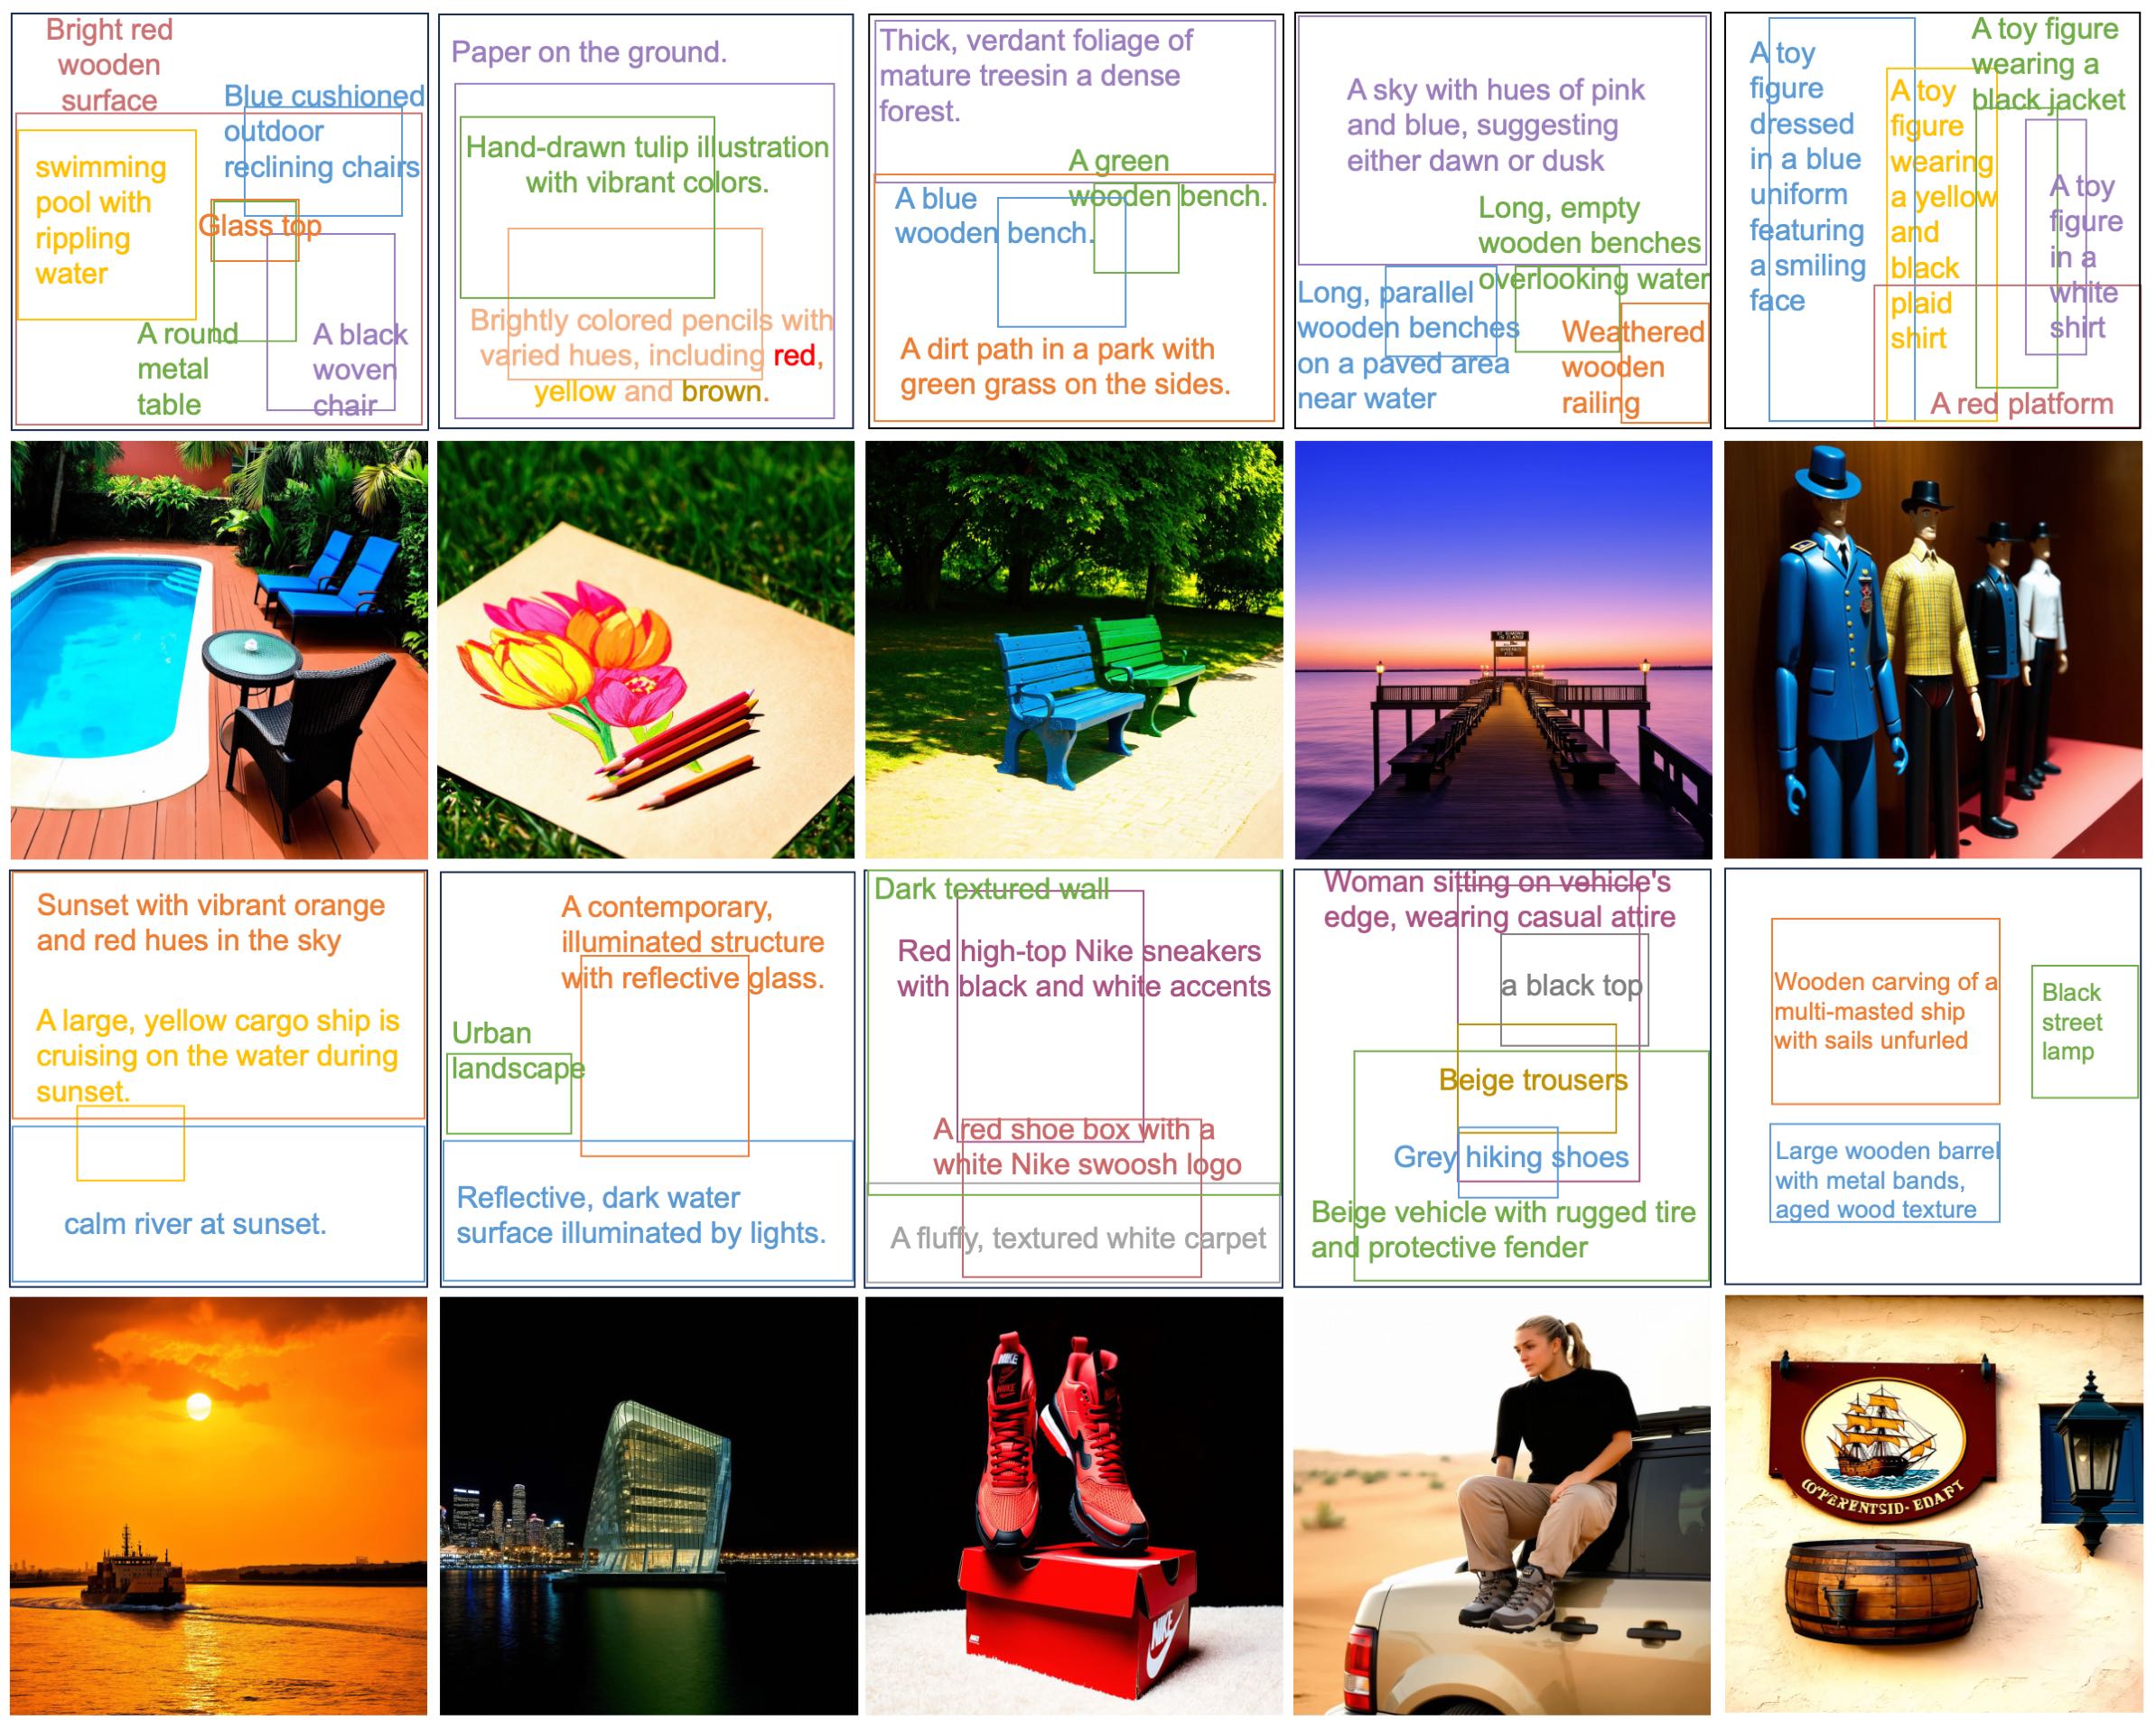 Bright red
wooden
surface
Blue cushioned
outdoor
reclining chairs
swimming
pool with
rippling
water
Glass top
A round
metal
table
A black
woven
chair
Paper on the ground.
Hand-drawn tulip illustration
with vibrant colors.
Brightly colored pencils with
varied hues, including red,
yellow and brown.
Thick, verdant foliage of
mature treesin a dense
forest.
A green
wooden bench.
A blue
wooden bench.
A dirt path in a park with
green grass on the sides.
A sky with hues of pink
and blue, suggesting
either dawn or dusk
Long, empty
wooden benches
overlooking water
Long, parallel
wooden benches
on a paved area
near water
Weathered
wooden
railing
A toy
figure
dressed
in a blue
uniform
featuring
a smiling
face
A toy
figure
wearing
a yellow
and
black
plaid
shirt
A toy figure
wearing a
black jacket
A toy
figure
in a
white
shirt
A red platform
Sunset with vibrant orange
and red hues in the sky
A large, yellow cargo ship is
cruising on the water during
sunset.
calm river at sunset.
A contemporary,
illuminated structure
with reflective glass.
Urban
landscape
Reflective, dark water
surface illuminated by lights.
Dark textured wall
Red high-top Nike sneakers
with black and white accents
A red shoe box with a
white Nike swoosh logo
A fluffy, textured white carpet
Woman sitting on vehicle's
edge, wearing casual attire
a black top
Beige trousers
Grey hiking shoes
Beige vehicle with rugged tire
and protective fender
Wooden carving of a
multi-masted ship
with sails unfurled
Black
street
lamp
Large wooden barrel
with metal bands,
aged wood texture
NIKE
NIKE
NIKE